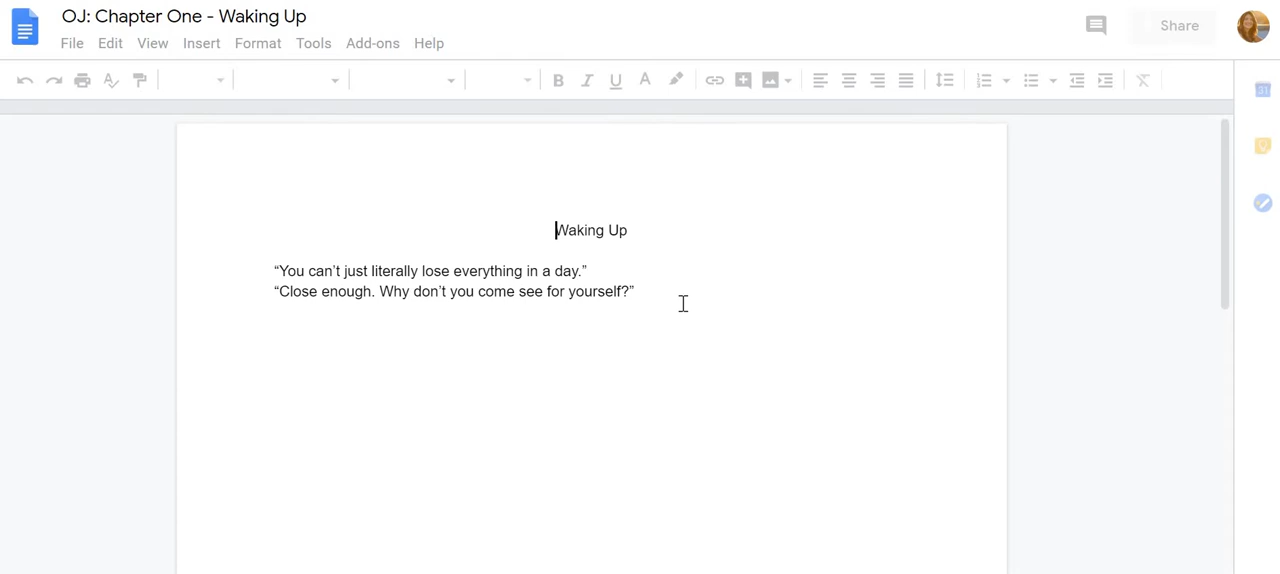 OJ: Chapter One - Waking Up
File Edit View Insert Format Tools Add-ons Help
Share
B I U A
31
Waking Up
“You can’t just literally lose everything in a day.”
“Close enough. Why don’t you come see for yourself?”